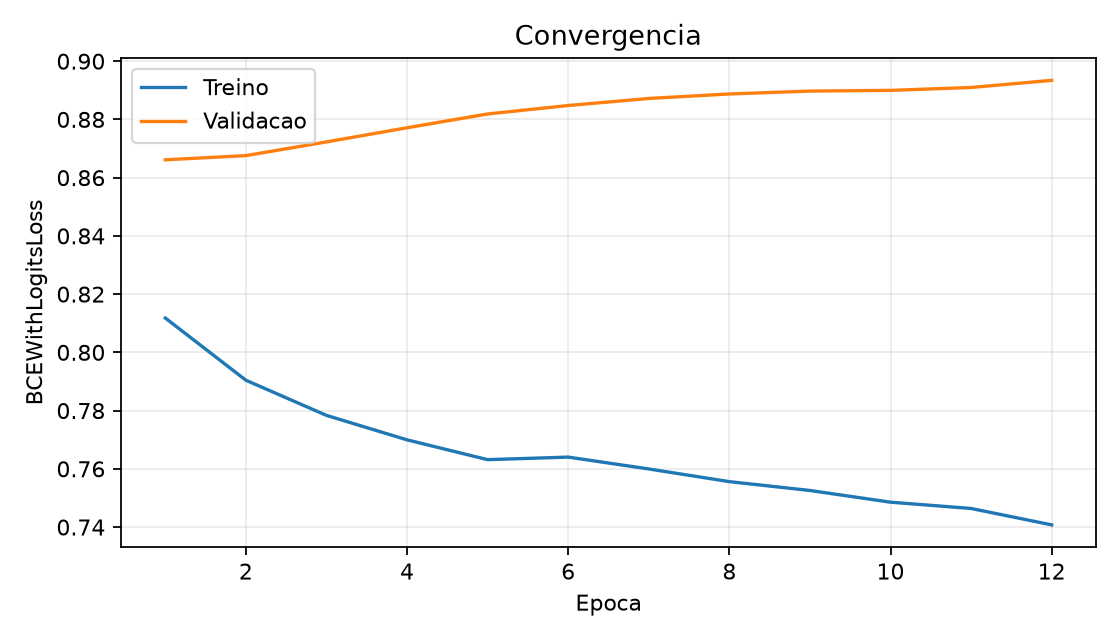 Convergencia
Treino
Validacao
BCEWithLogitsLoss
0.90
0.88
0.86
0.84
0.82
0.80
0.78
0.76
0.74
2 4 6 8 10 12
Epoca